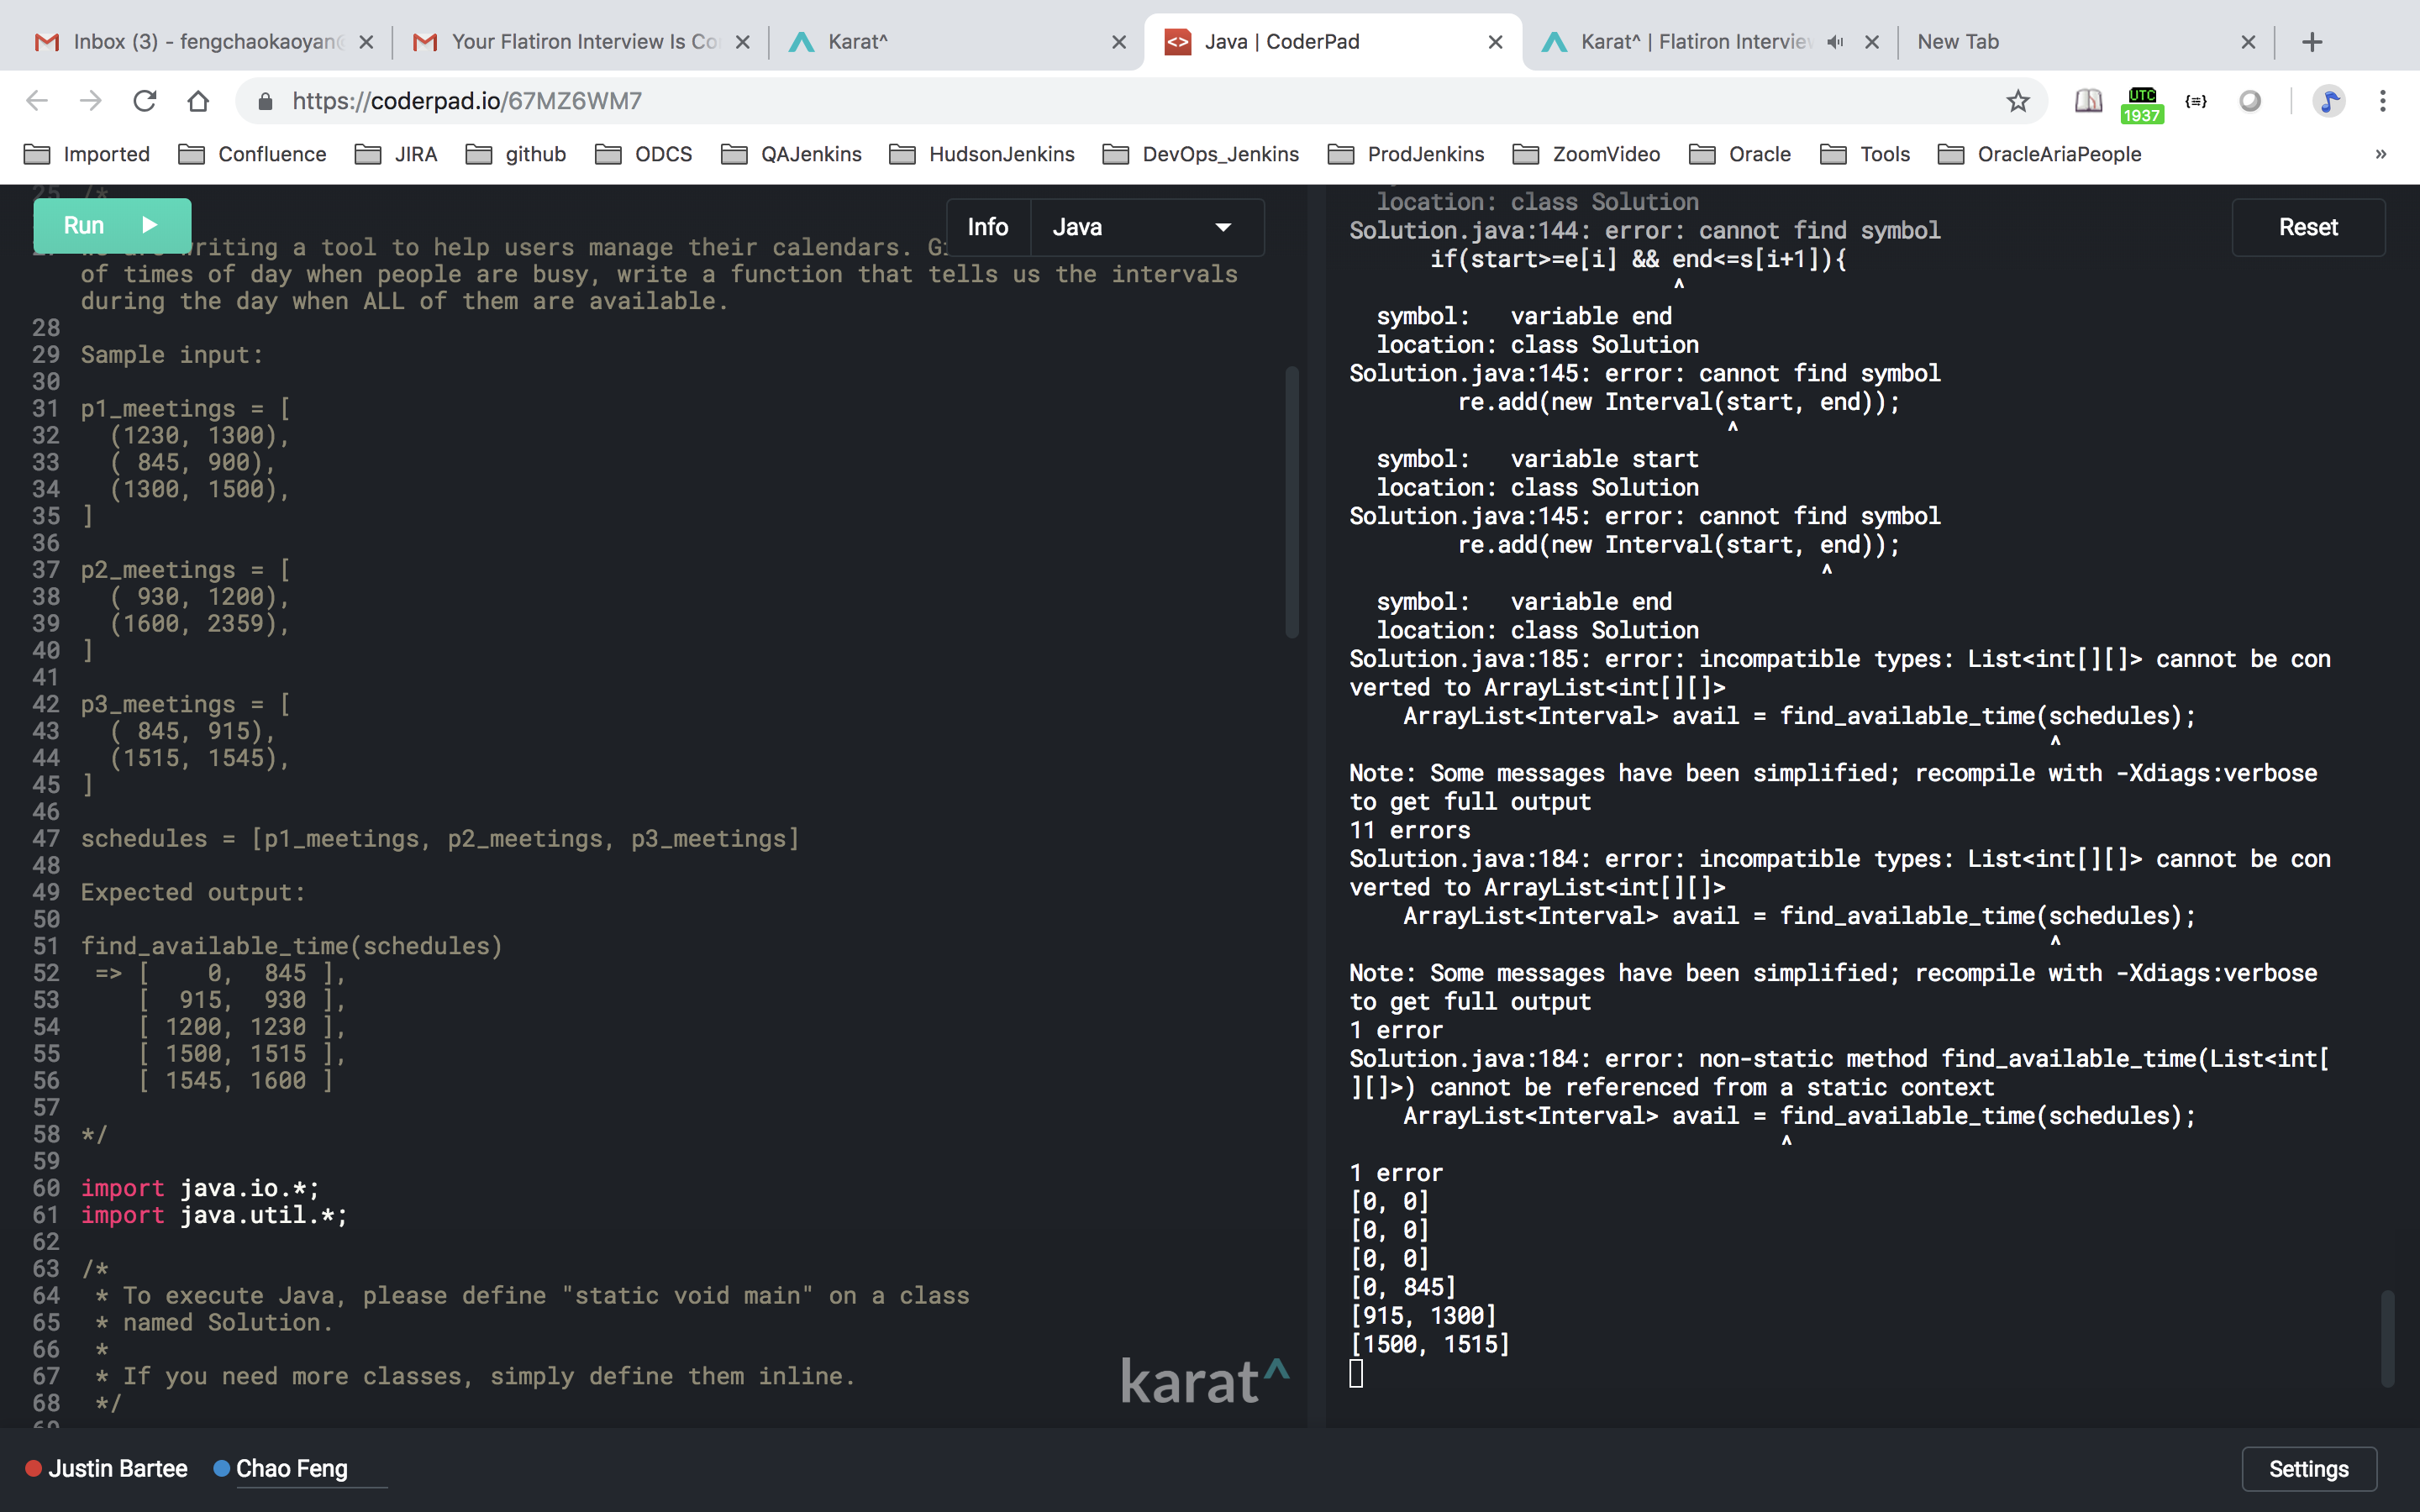 Inbox (3) - fengchaokaoyan
Your Flatiron Interview Is Co
Karat^
Java | CoderPad
Karat^ | Flatiron Interview
New Tab
https://coderpad.io/67MZ6WM7
UTC
1937
Imported
Confluence
JIRA
github
ODCS
QAJenkins
HudsonJenkins
DevOps_Jenkins
ProdJenkins
ZoomVideo
Oracle
Tools
OracleAriaPeople
»
Run
Info
Java
Reset
25 /*
writing a tool to help users manage their calendars. G
of times of day when people are busy, write a function that tells us the intervals
during the day when ALL of them are available.
28
29 Sample input:
30
31 p1_meetings = [
32 (1230, 1300),
33 ( 845, 900),
34 (1300, 1500),
35 ]
36
37 p2_meetings = [
38 ( 930, 1200),
39 (1600, 2359),
40 ]
41
42 p3_meetings = [
43 ( 845, 915),
44 (1515, 1545),
45 ]
46
47 schedules = [p1_meetings, p2_meetings, p3_meetings]
48
49 Expected output:
50
51 find_available_time(schedules)
52 => [ 0, 845 ],
53 [ 915, 930 ],
54 [ 1200, 1230 ],
55 [ 1500, 1515 ],
56 [ 1545, 1600 ]
57
58 */
59
60 import java.io.*;
61 import java.util.*;
62
63 /*
64 * To execute Java, please define "static void main" on a class
65 * named Solution.
66 *
67 * If you need more classes, simply define them inline.
68 */
69
karat^
location: class Solution
Solution.java:144: error: cannot find symbol
if(start>=e[i] && end<=s[i+1]){
^
symbol: variable end
location: class Solution
Solution.java:145: error: cannot find symbol
re.add(new Interval(start, end));
^
symbol: variable start
location: class Solution
Solution.java:145: error: cannot find symbol
re.add(new Interval(start, end));
^
symbol: variable end
location: class Solution
Solution.java:185: error: incompatible types: List<int[][]> cannot be con
verted to ArrayList<int[][]>
ArrayList<Interval> avail = find_available_time(schedules);
^
Note: Some messages have been simplified; recompile with -Xdiags:verbose
to get full output
11 errors
Solution.java:184: error: incompatible types: List<int[][]> cannot be con
verted to ArrayList<int[][]>
ArrayList<Interval> avail = find_available_time(schedules);
^
Note: Some messages have been simplified; recompile with -Xdiags:verbose
to get full output
1 error
Solution.java:184: error: non-static method find_available_time(List<int[
][]>) cannot be referenced from a static context
ArrayList<Interval> avail = find_available_time(schedules);
^
1 error
[0, 0]
[0, 0]
[0, 0]
[0, 845]
[915, 1300]
[1500, 1515]
Justin Bartee
Chao Feng
Settings